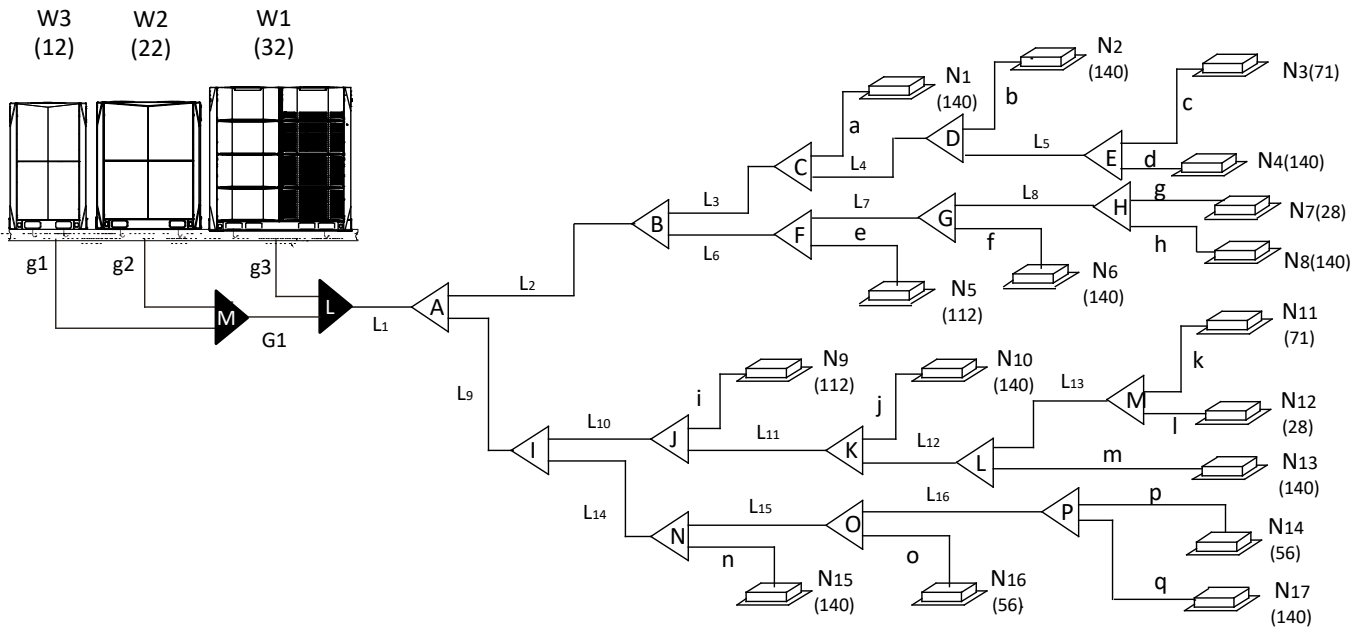 W3
(12)
W2
(22)
W1
(32)
g1
g2
g3
M
G1
L
L1
A
L2
B
L3
C
a
N1
(140)
L4
D
b
N2
(140)
L5
E
c
N3(71)
d
N4(140)
L6
F
L7
e
N5
(112)
G
L8
f
N6
(140)
H
g
N7(28)
h
N8(140)
L9
I
L10
J
i
N9
(112)
L11
K
j
N10
(140)
L12
L
L13
M
k
N11
(71)
l
N12
(28)
m
N13
(140)
L14
N
L15
n
N15
(140)
O
L16
o
N16
(56)
P
p
N14
(56)
q
N17
(140)